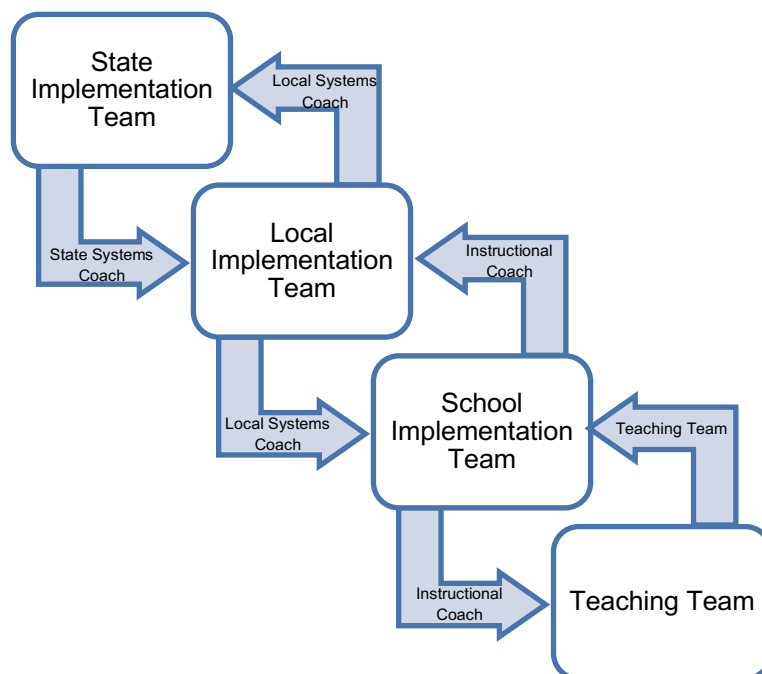 State
Implementation
Team
Local Systems
Coach
State Systems
Coach
Local
Implementation
Team
Instructional
Coach
Local Systems
Coach
School
Implementation
Team
Teaching Team
Instructional
Coach
Teaching Team